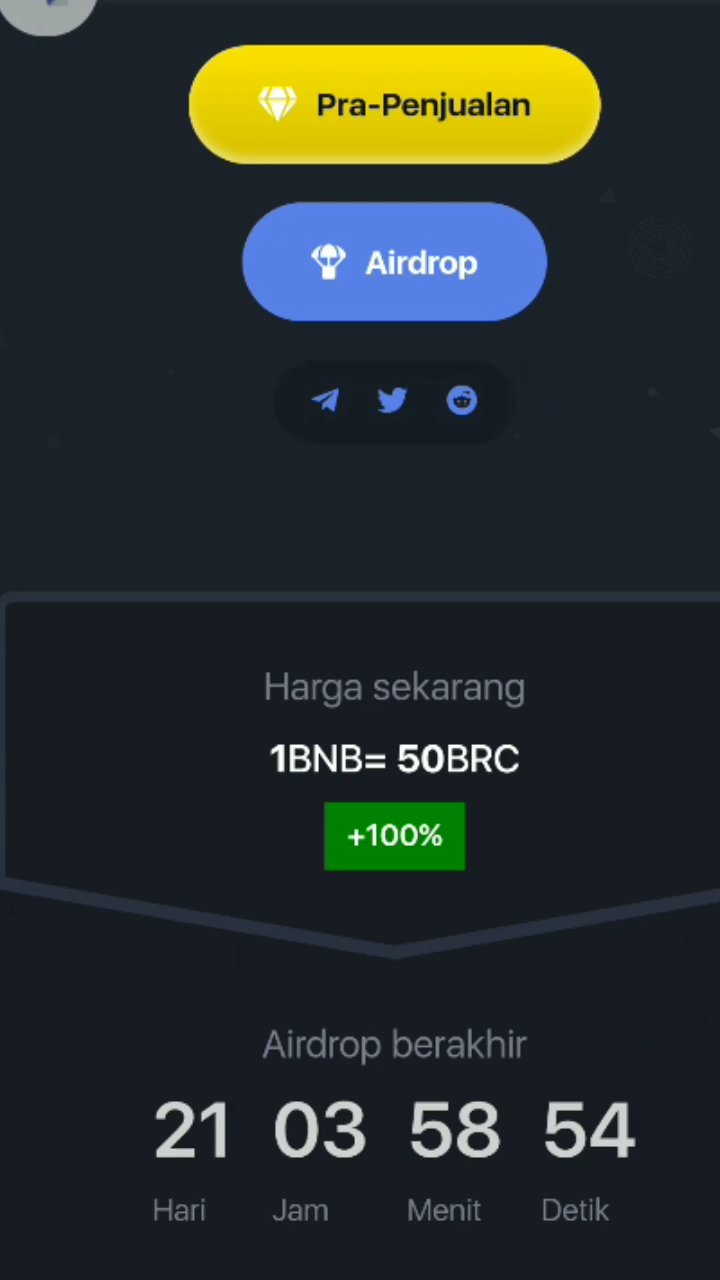 Pra-Penjualan
Airdrop
Harga sekarang
1BNB= 50BRC
+100%
Airdrop berakhir
21 03 58 54
Hari Jam Menit Detik